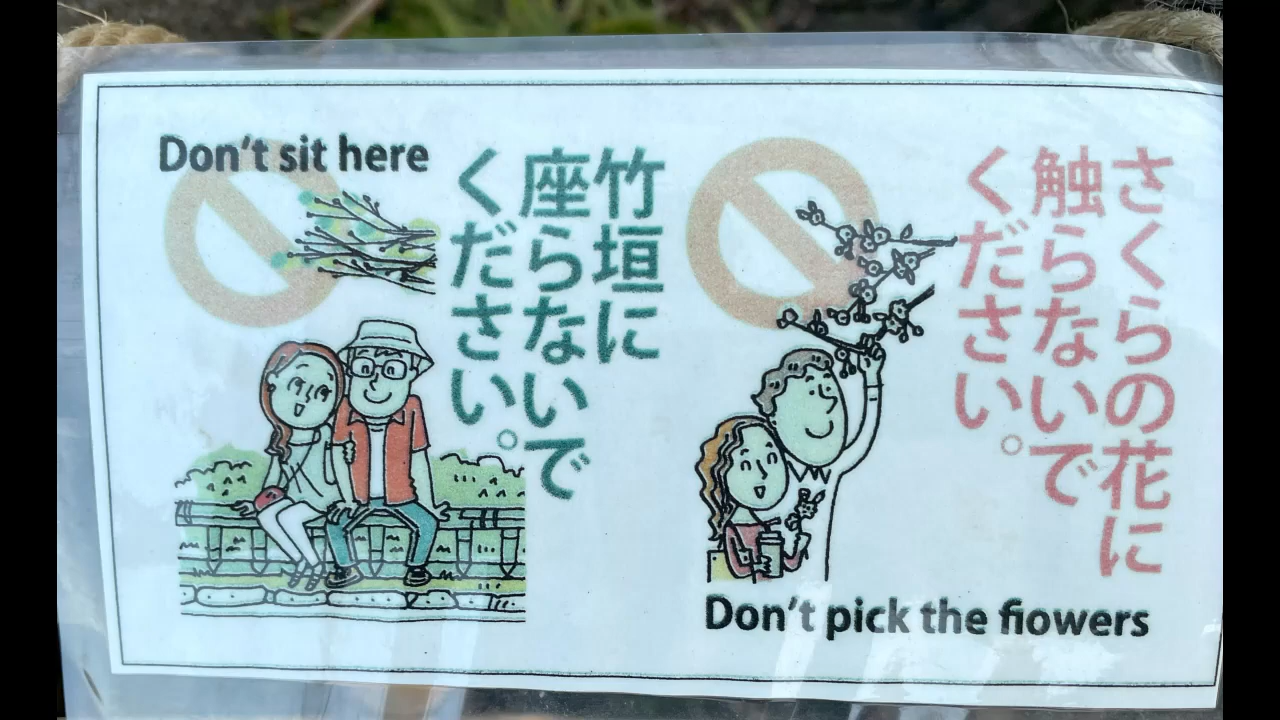 Don't sit here
竹垣に
座らないで
ください。
さくらの花に
触らないで
ください。
Don't pick the fiowers